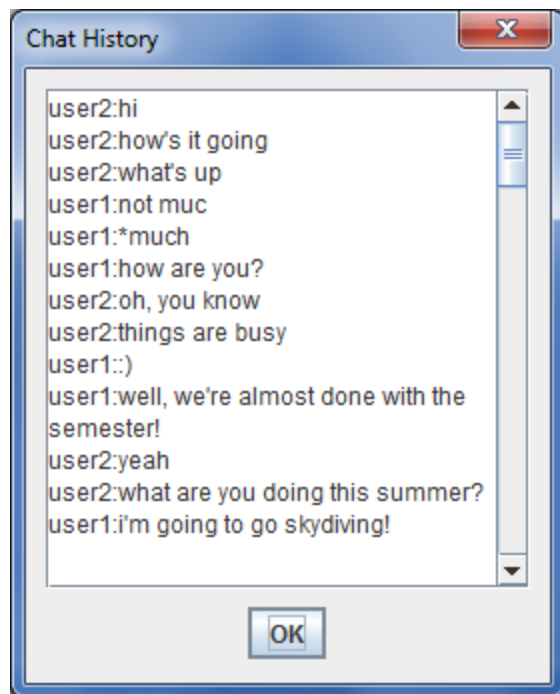 Chat History
user2:hi
user2:how's it going
user2:what's up
user1:not muc
user1:*much
user1:how are you?
user2:oh, you know
user2:things are busy
user1::)
user1:well, we're almost done with the
semester!
user2:yeah
user2:what are you doing this summer?
user1:i'm going to go skydiving!
OK